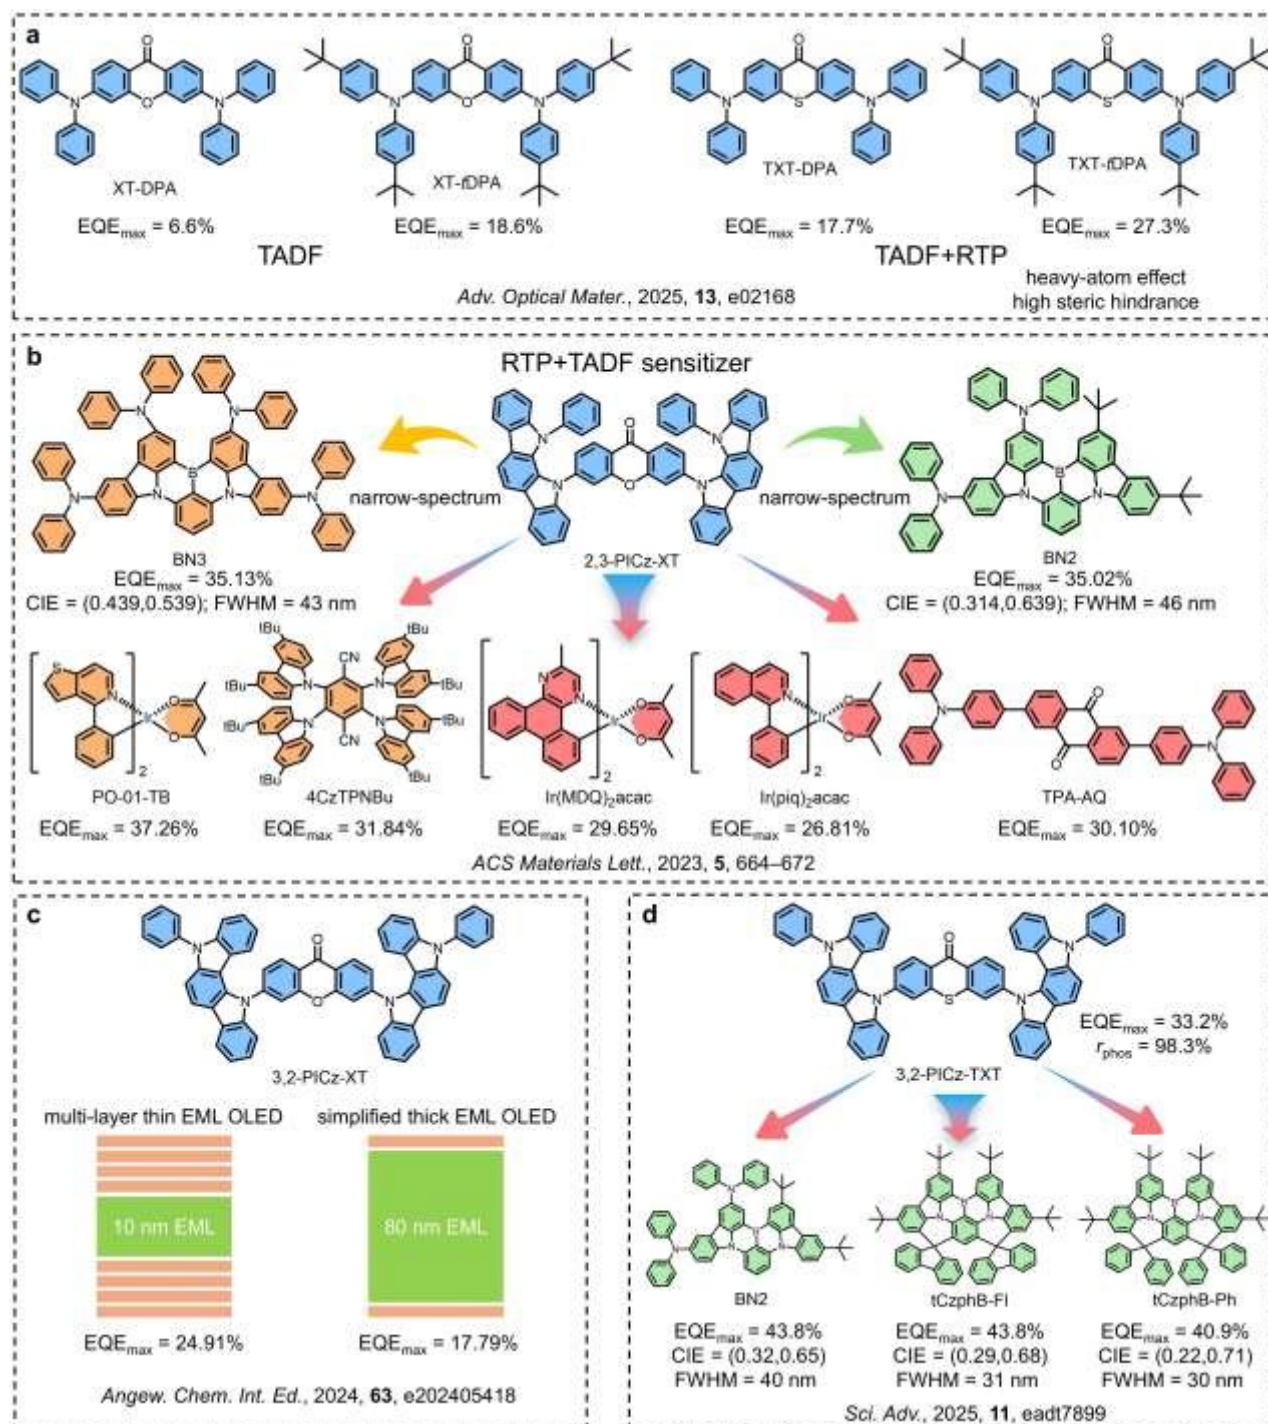 a
XT-DPA
EQEmax = 6.6%
XT-tDPA
EQEmax = 18.6%
TXT-DPA
EQEmax = 17.7%
TXT-tDPA
EQEmax = 27.3%
TADF
TADF+RTP
heavy-atom effect
high steric hindrance
Adv. Optical Mater., 2025, 13, e02168
b
RTP+TADF sensitizer
narrow-spectrum
narrow-spectrum
BN3
EQEmax = 35.13%
CIE = (0.439,0.539); FWHM = 43 nm
2,3-PICz-XT
BN2
EQEmax = 35.02%
CIE = (0.314,0.639); FWHM = 46 nm
PO-01-TB
EQEmax = 37.26%
4CzTPNBu
EQEmax = 31.84%
Ir(MDQ)2acac
EQEmax = 29.65%
Ir(piq)2acac
EQEmax = 26.81%
TPA-AQ
EQEmax = 30.10%
ACS Materials Lett., 2023, 5, 664–672
c
3,2-PICz-XT
multi-layer thin EML OLED
simplified thick EML OLED
10 nm EML
80 nm EML
EQEmax = 24.91%
EQEmax = 17.79%
Angew. Chem. Int. Ed., 2024, 63, e202405418
d
EQEmax = 33.2%
rphos = 98.3%
3,2-PICz-TXT
BN2
EQEmax = 43.8%
CIE = (0.32,0.65)
FWHM = 40 nm
tCzphB-Fl
EQEmax = 43.8%
CIE = (0.29,0.68)
FWHM = 31 nm
tCzphB-Ph
EQEmax = 40.9%
CIE = (0.22,0.71)
FWHM = 30 nm
Sci. Adv., 2025, 11, eadt7899